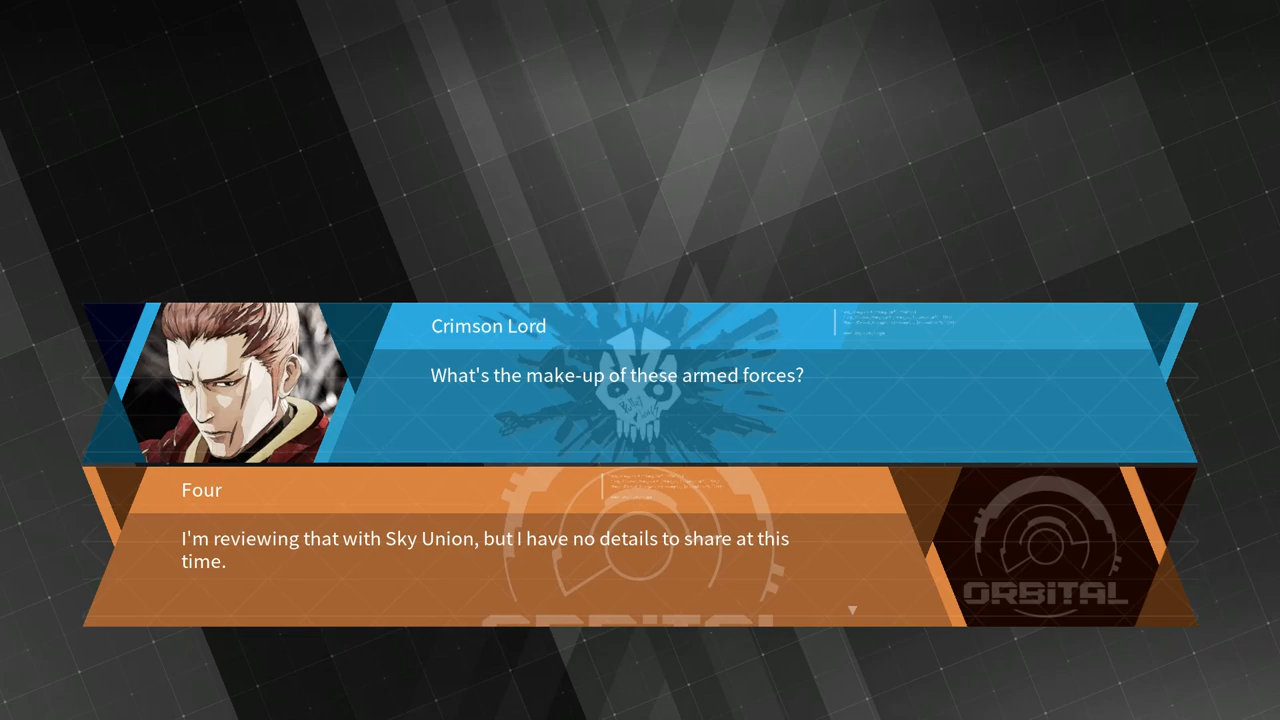 Crimson Lord
What's the make-up of these armed forces?
Four
I'm reviewing that with Sky Union, but I have no details to share at this
time.
ORBITAL
ORBITAL